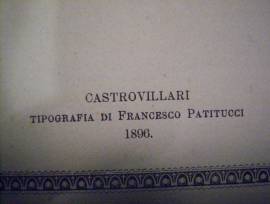 CASTROVILLARI
TIPOGRAFIA DI FRANCESCO PATITUCCI
1896.